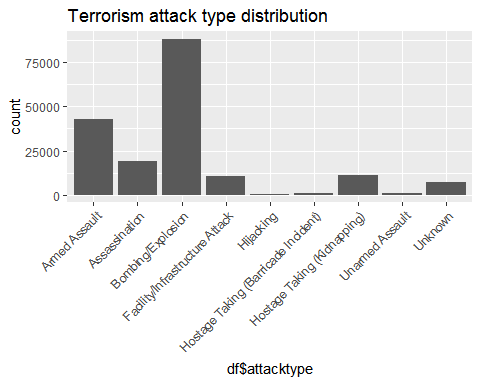 Terrorism attack type distribution
count
75000
50000
25000
0
Armed Assault
Assassination
Bombing/Explosion
Facility/Infrastructure Attack
Hijacking
Hostage Taking (Barricade Incident)
Hostage Taking (Kidnapping)
Unarmed Assault
Unknown
df$attacktype